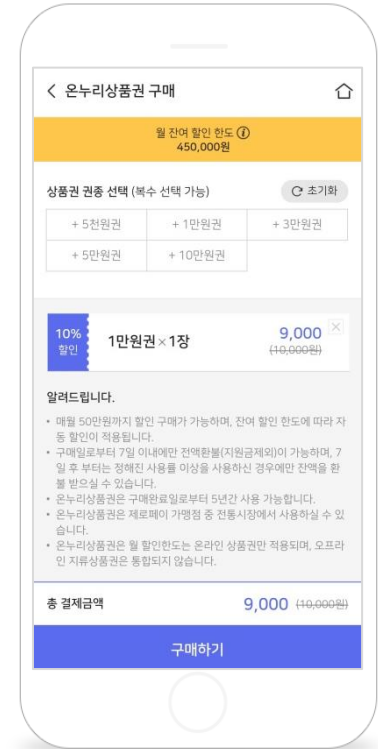 온누리상품권 구매
월 잔여 할인 한도 i
450,000원
상품권 권종 선택 (복수 선택 가능)
초기화
+ 5천원권
+ 1만원권
+ 3만원권
+ 5만원권
+ 10만원권
10%
할인
1만원권×1장
9,000
(10,000원)
알려드립니다.
• 매월 50만원까지 할인 구매가 가능하며, 잔여 할인 한도에 따라 자
동 할인이 적용됩니다.
• 구매일로부터 7일 이내에만 전액환불(지원
금제외)이 가능하며, 7
일 후 부터는 정해진 사용률 이상을 사용하신 경우에만 잔액을 환
불 받으실 수 있습니다.
• 온누리상품권은 구매완료일로부터 5년간 사용 가능합니다.
• 온누리상품권은 제로페이 가맹점 중 전통시장에서 사용하실 수 있
습니다.
• 온누리상품권은 월 할인한도는 온라인 상품권만 적용되며, 오프라
인 지류상품권은 통합되지 않습니다.
총 결제금액
9,000 (10,000원)
구매하기